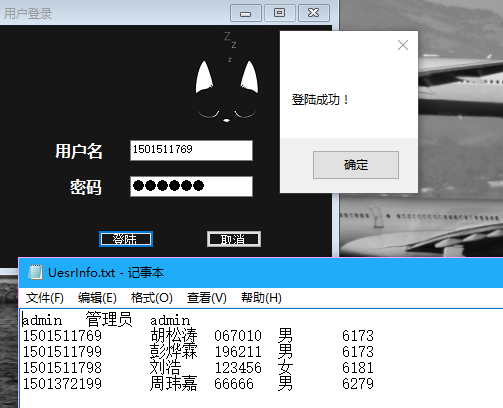 用户登录
Z
z
z
登陆成功！
用户名 1501511769
密码 ●●●●●●
确定
登陆 取消
UesrInfo.txt - 记事本
文件(F) 编辑(E) 格式(O) 查看(V) 帮助(H)
admin 管理员 admin
1501511769 胡松涛 067010 男 6173
1501511799 彭烨霖 196211 男 6179
1501511798 刘浩 123456 女 6181
1501372199 周玮嘉 66666 男 6279